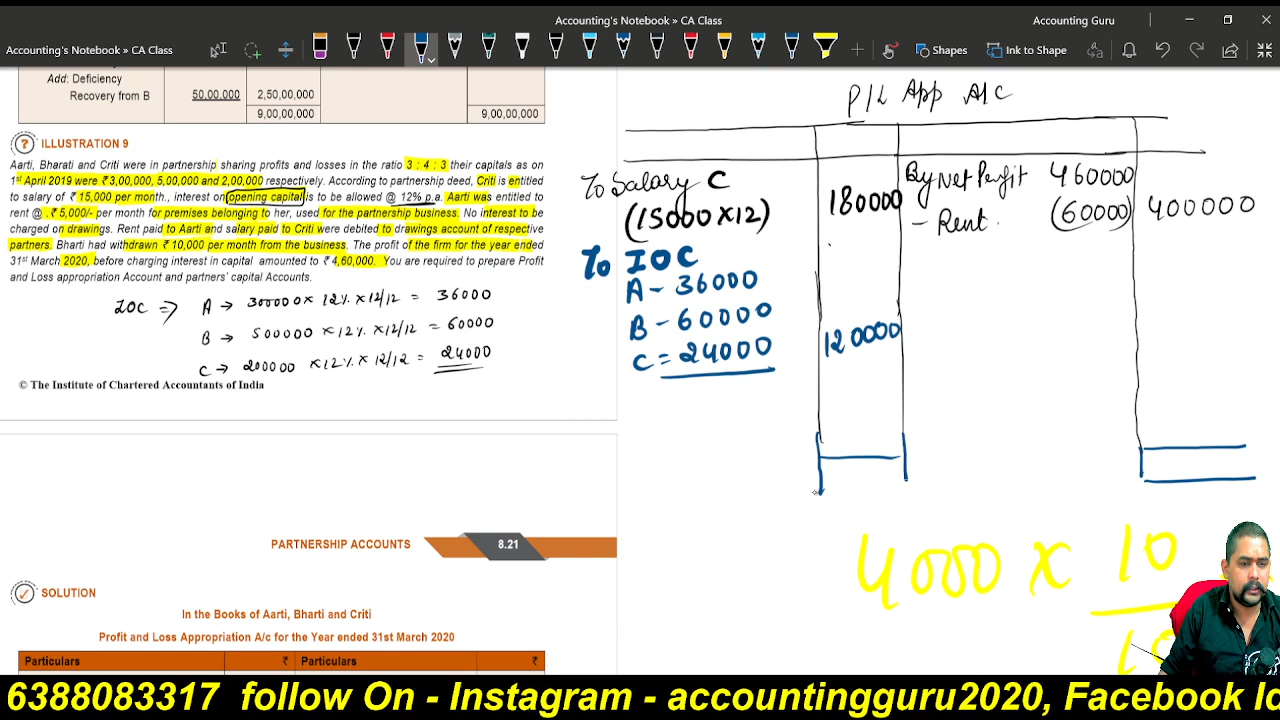 Accounting's Notebook » CA Class
Accounting Guru
Accounting's Notebook » CA Class
Shapes
Ink to Shape
Add: Deficiency
Recovery from B 50,00,000 2,50,00,000
9,00,00,000 9,00,00,000
? ILLUSTRATION 9
Aarti, Bharati and Criti were in partnership sharing profits and losses in the ratio 3 : 4 : 3 their capitals as on
1st April 2019 were ₹ 3,00,000, 5,00,000 and 2,00,000 respectively. According to partnership deed, Criti is entitled
to salary of ₹ 15,000 per month., interest on opening capital is to be allowed @ 12% p.a. Aarti was entitled to
rent @ .₹ 5,000/- per month for premises belonging to her, used for the partnership business. No interest to be
charged on drawings. Rent paid to Aarti and salary paid to Criti were debited to drawings account of respective
partners. Bharti had withdrawn ₹ 10,000 per month from the business. The profit of the firm for the year ended
31st March 2020, before charging interest in capital amounted to ₹ 4,60,000. You are required to prepare Profit
and Loss appropriation Account and partners' capital Accounts.
IOC ⇒ A → 300000 × 12% × 12/12 = 36000
B → 500000 × 12% × 12/12 = 60000
C → 200000 × 12% × 12/12 = 24000
© The Institute of Chartered Accountants of India
PARTNERSHIP ACCOUNTS 8.21
SOLUTION
In the Books of Aarti, Bharti and Criti
Profit and Loss Appropriation A/c for the Year ended 31st March 2020
Particulars ₹ Particulars ₹
P/L App A/C
To Salary C 180000
(15000×12)
To IOC
A - 36000
B - 60000
C = 24000 120000
By Net Profit 460000
- Rent. (60000) 400000
4000 × 10
6388083317 follow On - Instagram - accountingguru2020, Facebook Id